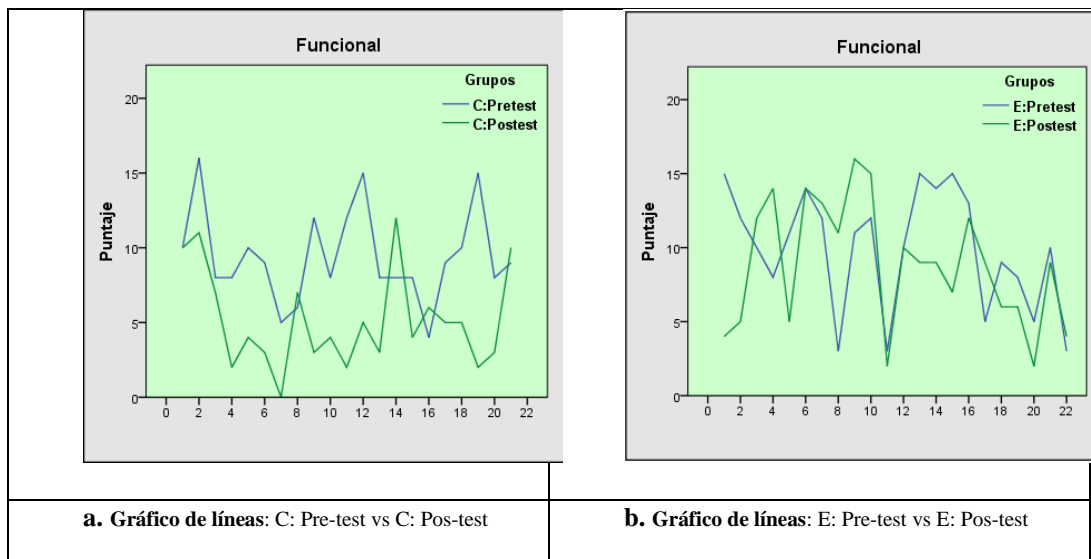 Funcional
Grupos
C:Pretest
C:Postest
Puntaje
20
15
10
5
0
0 2 4 6 8 10 12 14 16 18 20 22
a. Gráfico de líneas: C: Pre-test vs C: Pos-test
Funcional
Grupos
E:Pretest
E:Postest
Puntaje
20
15
10
5
0
0 2 4 6 8 10 12 14 16 18 20 22
b. Gráfico de líneas: E: Pre-test vs E: Pos-test